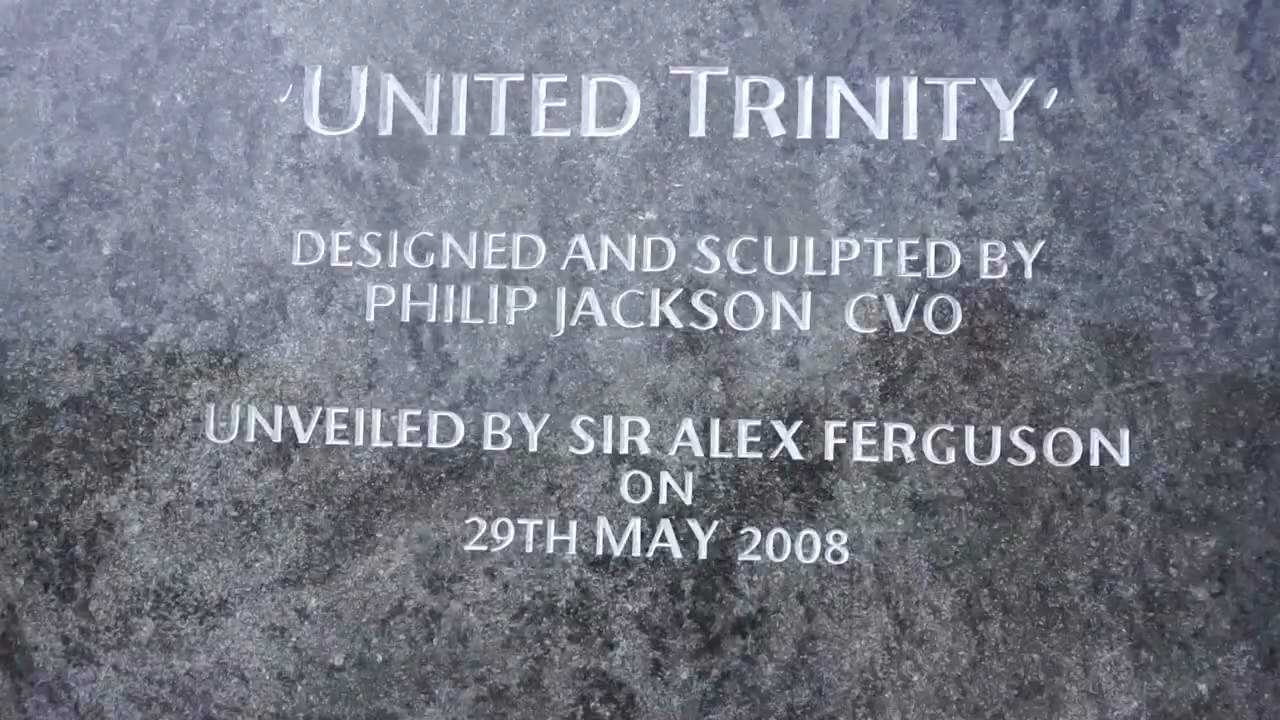 'UNITED TRINITY'
DESIGNED AND SCULPTED BY
PHILIP JACKSON CVO
UNVEILED BY SIR ALEX FERGUSON
ON
29TH MAY 2008